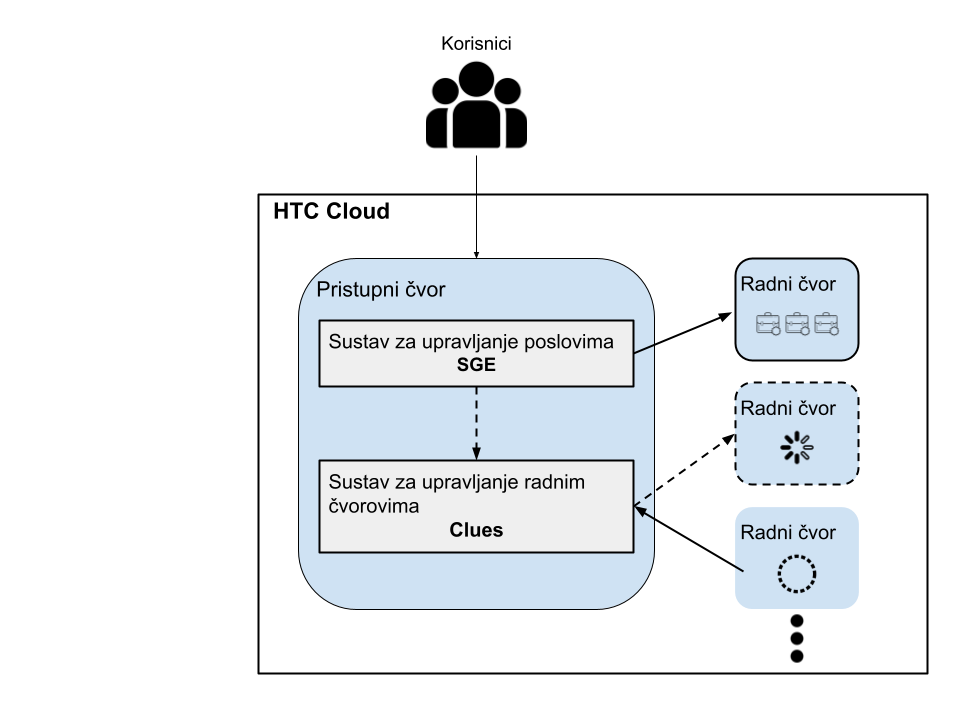 Korisnici
HTC Cloud
Pristupni čvor
Sustav za upravljanje poslovima
SGE
Sustav za upravljanje radnim
čvorovima
Clues
Radni čvor
Radni čvor
Radni čvor